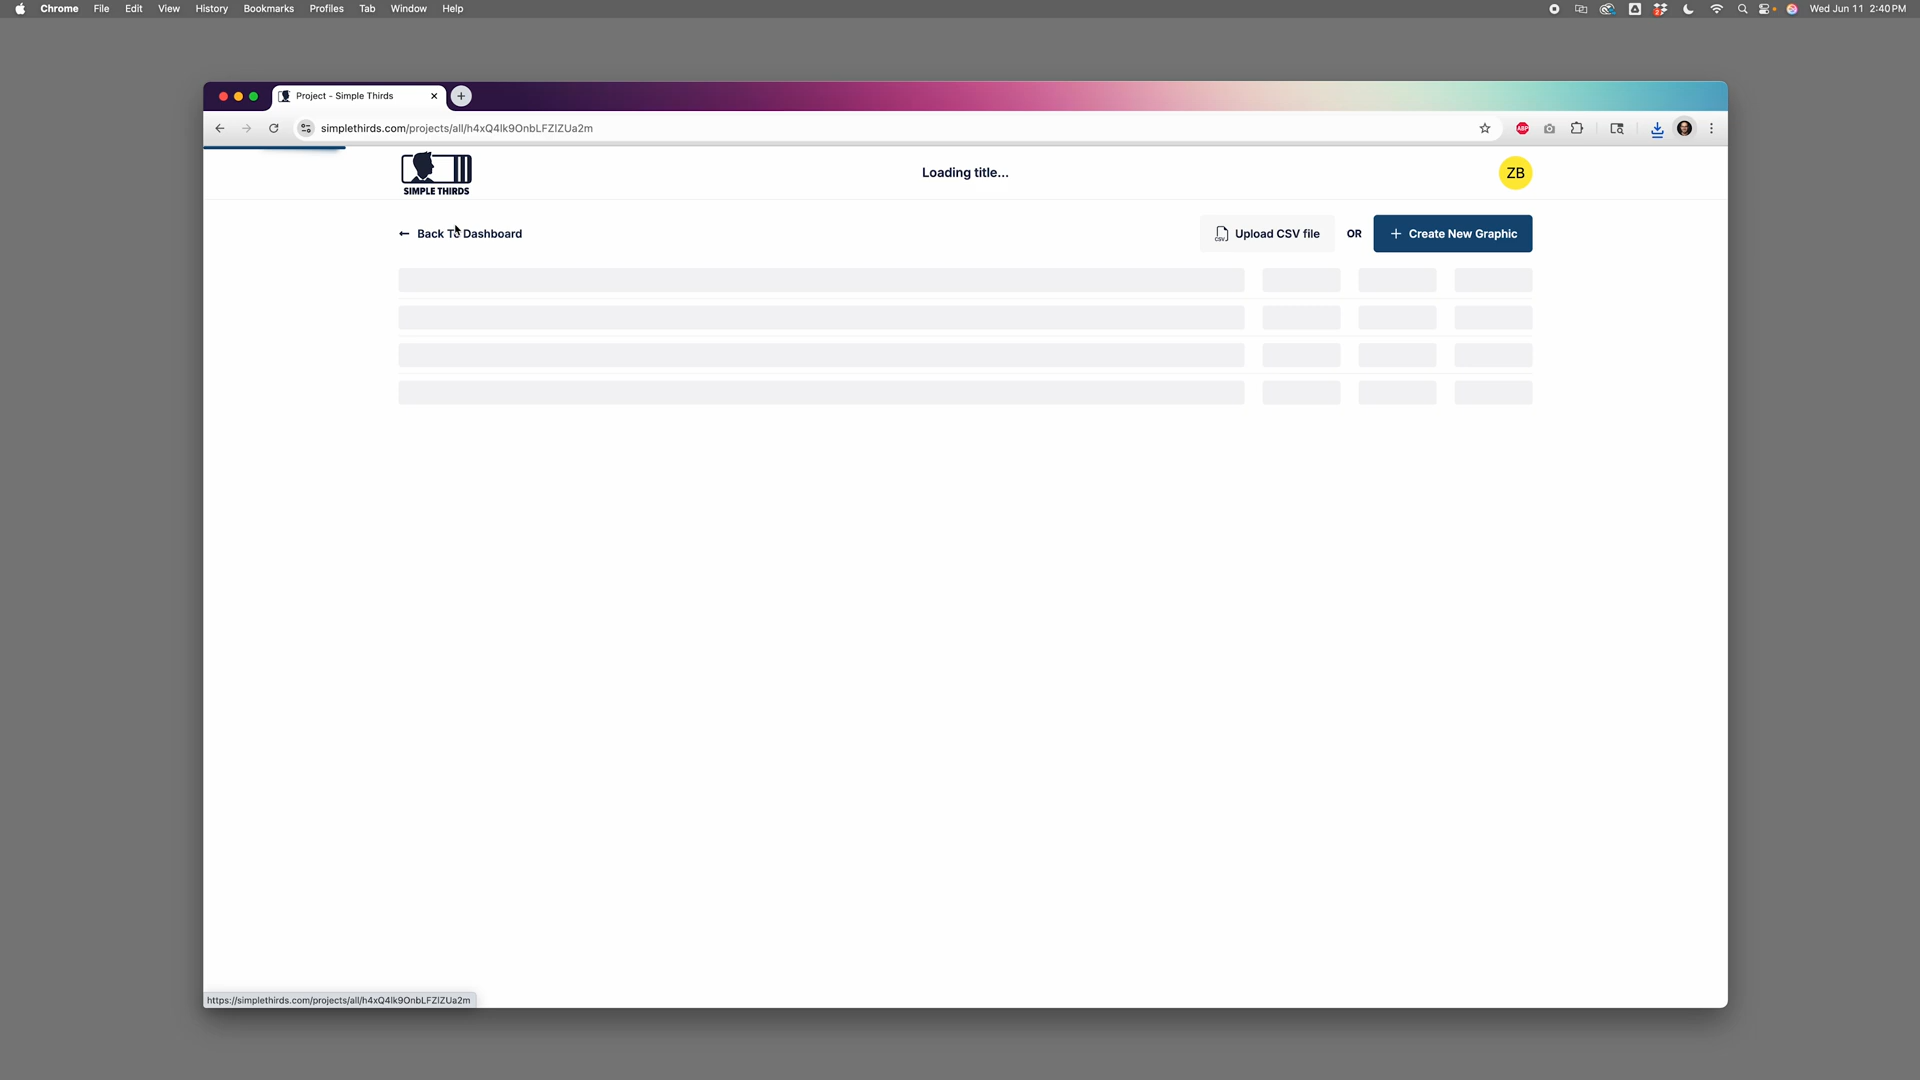 Chrome File Edit View History Bookmarks Profiles Tab Window Help Wed Jun 11 2:40 PM
Project - Simple Thirds
simplethirds.com/projects/all/h4xQ4lk9OnbLFZIZUa2m
ABP
SIMPLE THIRDS
Loading title...
ZB
Back To Dashboard
CSV
Upload CSV file
OR
Create New Graphic
https://simplethirds.com/projects/all/h4xQ4lk9OnbLFZIZUa2m